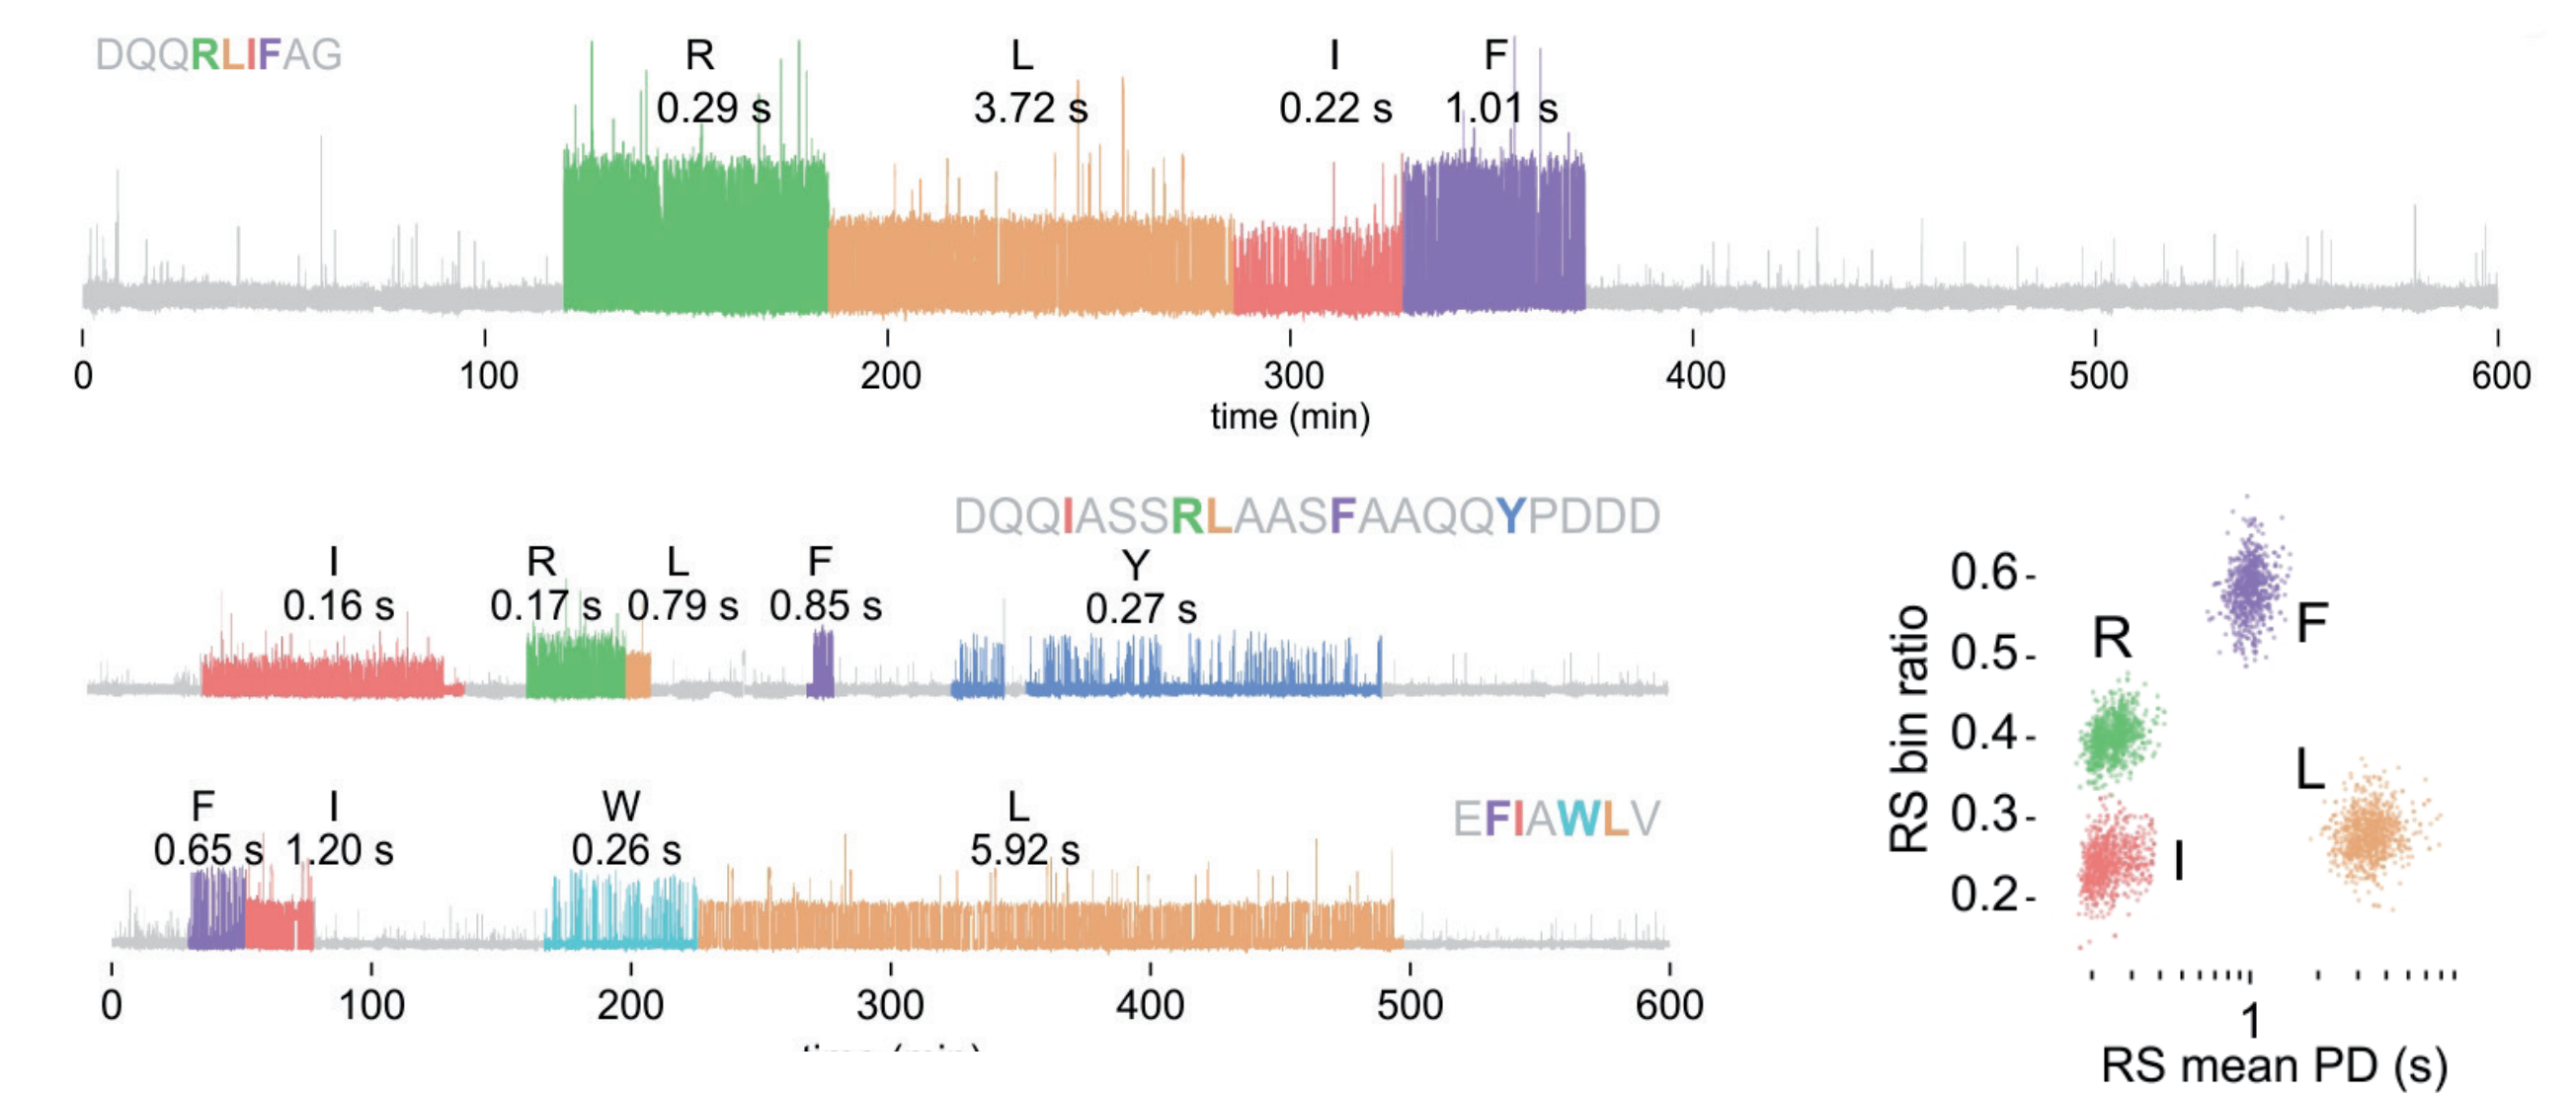 DQQRLIFAG
R L I F
0.29 s 3.72 s 0.22 s 1.01 s
0 100 200 300 400 500 600
time (min)
DQQIASSRLAASFAAQQYPDDD
I R L F Y
0.16 s 0.17 s 0.79 s 0.85 s 0.27 s
F I W L
0.65 s 1.20 s 0.26 s 5.92 s
EFIAWLV
0 100 200 300 400 500 600
time (min)
RS bin ratio
0.6
0.5
0.4
0.3
0.2
F
R
L
I
1
RS mean PD (s)